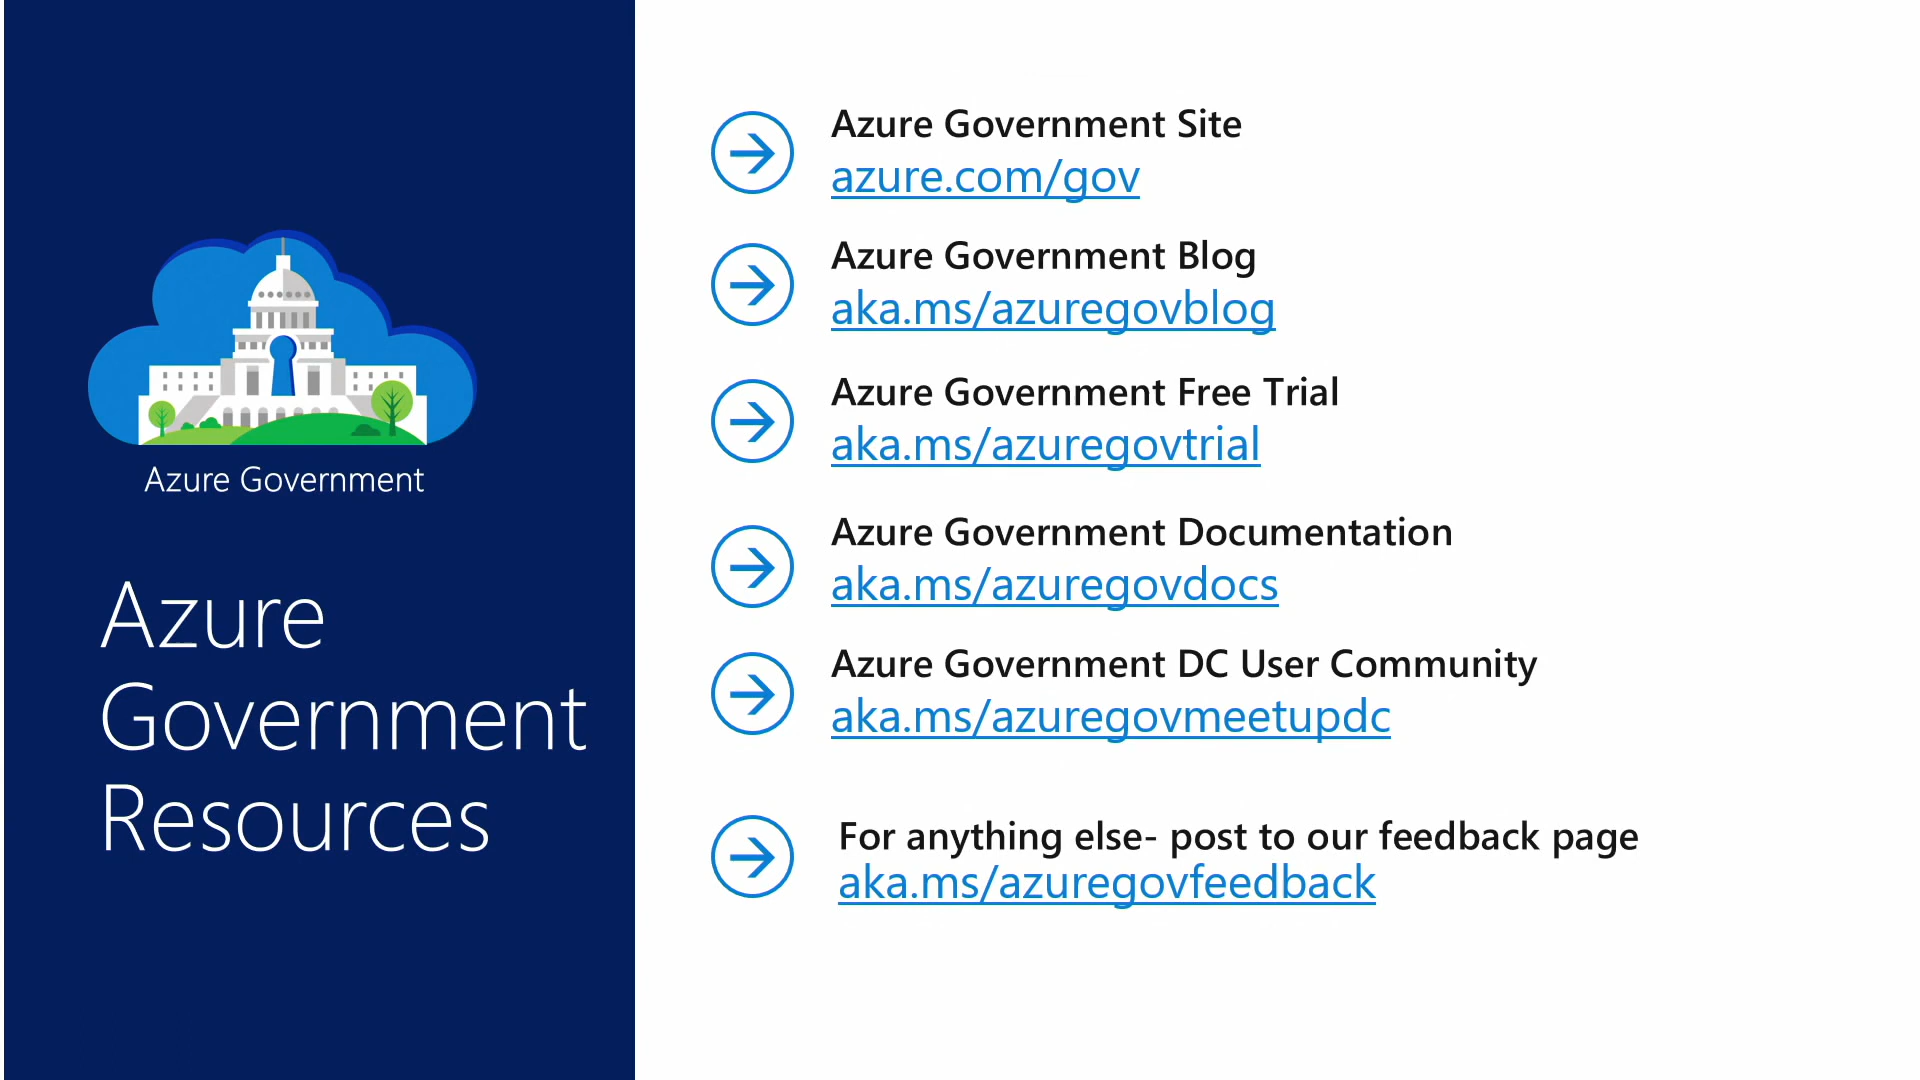 Azure Government
Azure
Government
Resources
Azure Government Site
azure.com/gov
Azure Government Blog
aka.ms/azuregovblog
Azure Government Free Trial
aka.ms/azuregovtrial
Azure Government Documentation
aka.ms/azuregovdocs
Azure Government DC User Community
aka.ms/azuregovmeetupdc
For anything else- post to our feedback page
aka.ms/azuregovfeedback